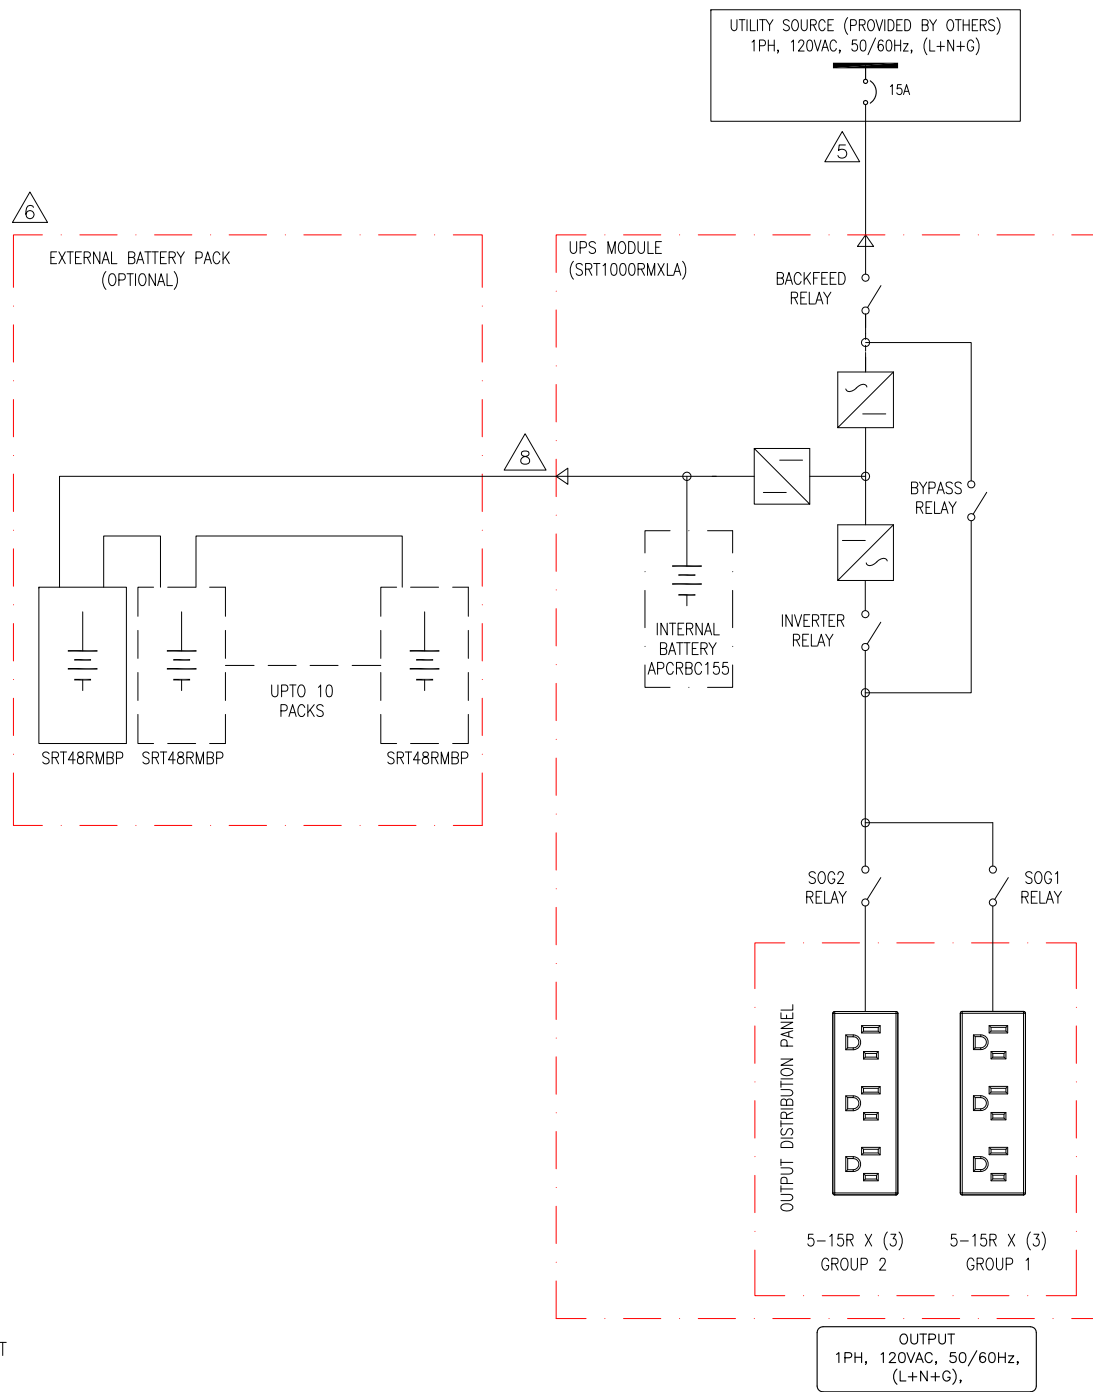 UTILITY SOURCE (PROVIDED BY OTHERS)
1PH, 120VAC, 50/60Hz, (L+N+G)
15A
5
6
EXTERNAL BATTERY PACK
(OPTIONAL)
UPS MODULE
(SRT1000RMXLA)
BACKFEED
RELAY
8
BYPASS
RELAY
INTERNAL
BATTERY
APCRBC155
INVERTER
RELAY
UPTO 10
PACKS
SRT48RMBP
SRT48RMBP
SRT48RMBP
SOG2
RELAY
SOG1
RELAY
OUTPUT DISTRIBUTION PANEL
5-15R X (3)
GROUP 2
5-15R X (3)
GROUP 1
T
OUTPUT
1PH, 120VAC, 50/60Hz,
(L+N+G),